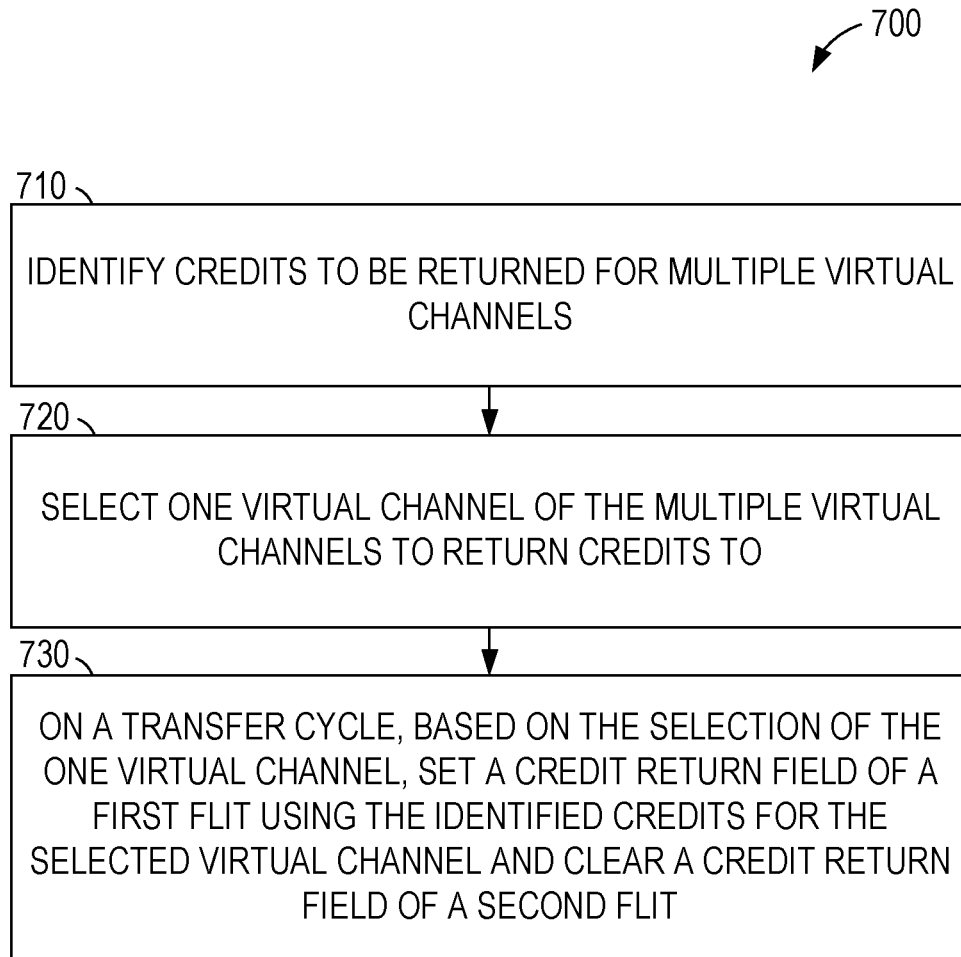 700
710
IDENTIFY CREDITS TO BE RETURNED FOR MULTIPLE VIRTUAL
CHANNELS
720
SELECT ONE VIRTUAL CHANNEL OF THE MULTIPLE VIRTUAL
CHANNELS TO RETURN CREDITS TO
730
ON A TRANSFER CYCLE, BASED ON THE SELECTION OF THE
ONE VIRTUAL CHANNEL, SET A CREDIT RETURN FIELD OF A
FIRST FLIT USING THE IDENTIFIED CREDITS FOR THE
SELECTED VIRTUAL CHANNEL AND CLEAR A CREDIT RETURN
FIELD OF A SECOND FLIT